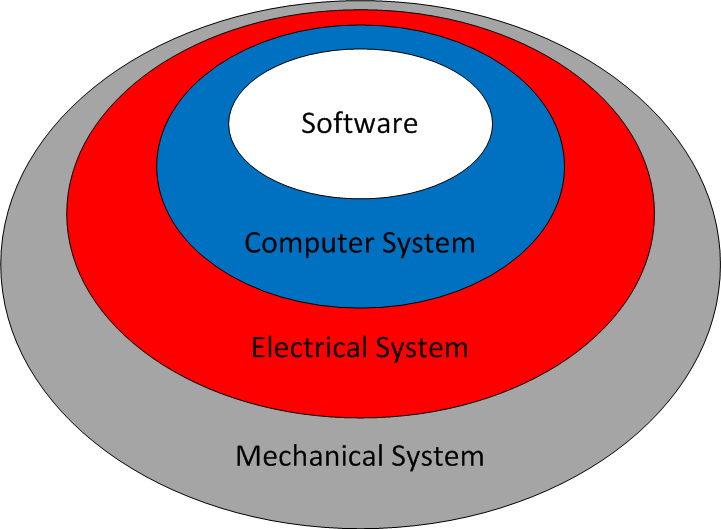 Software
Computer System
Electrical System
Mechanical System